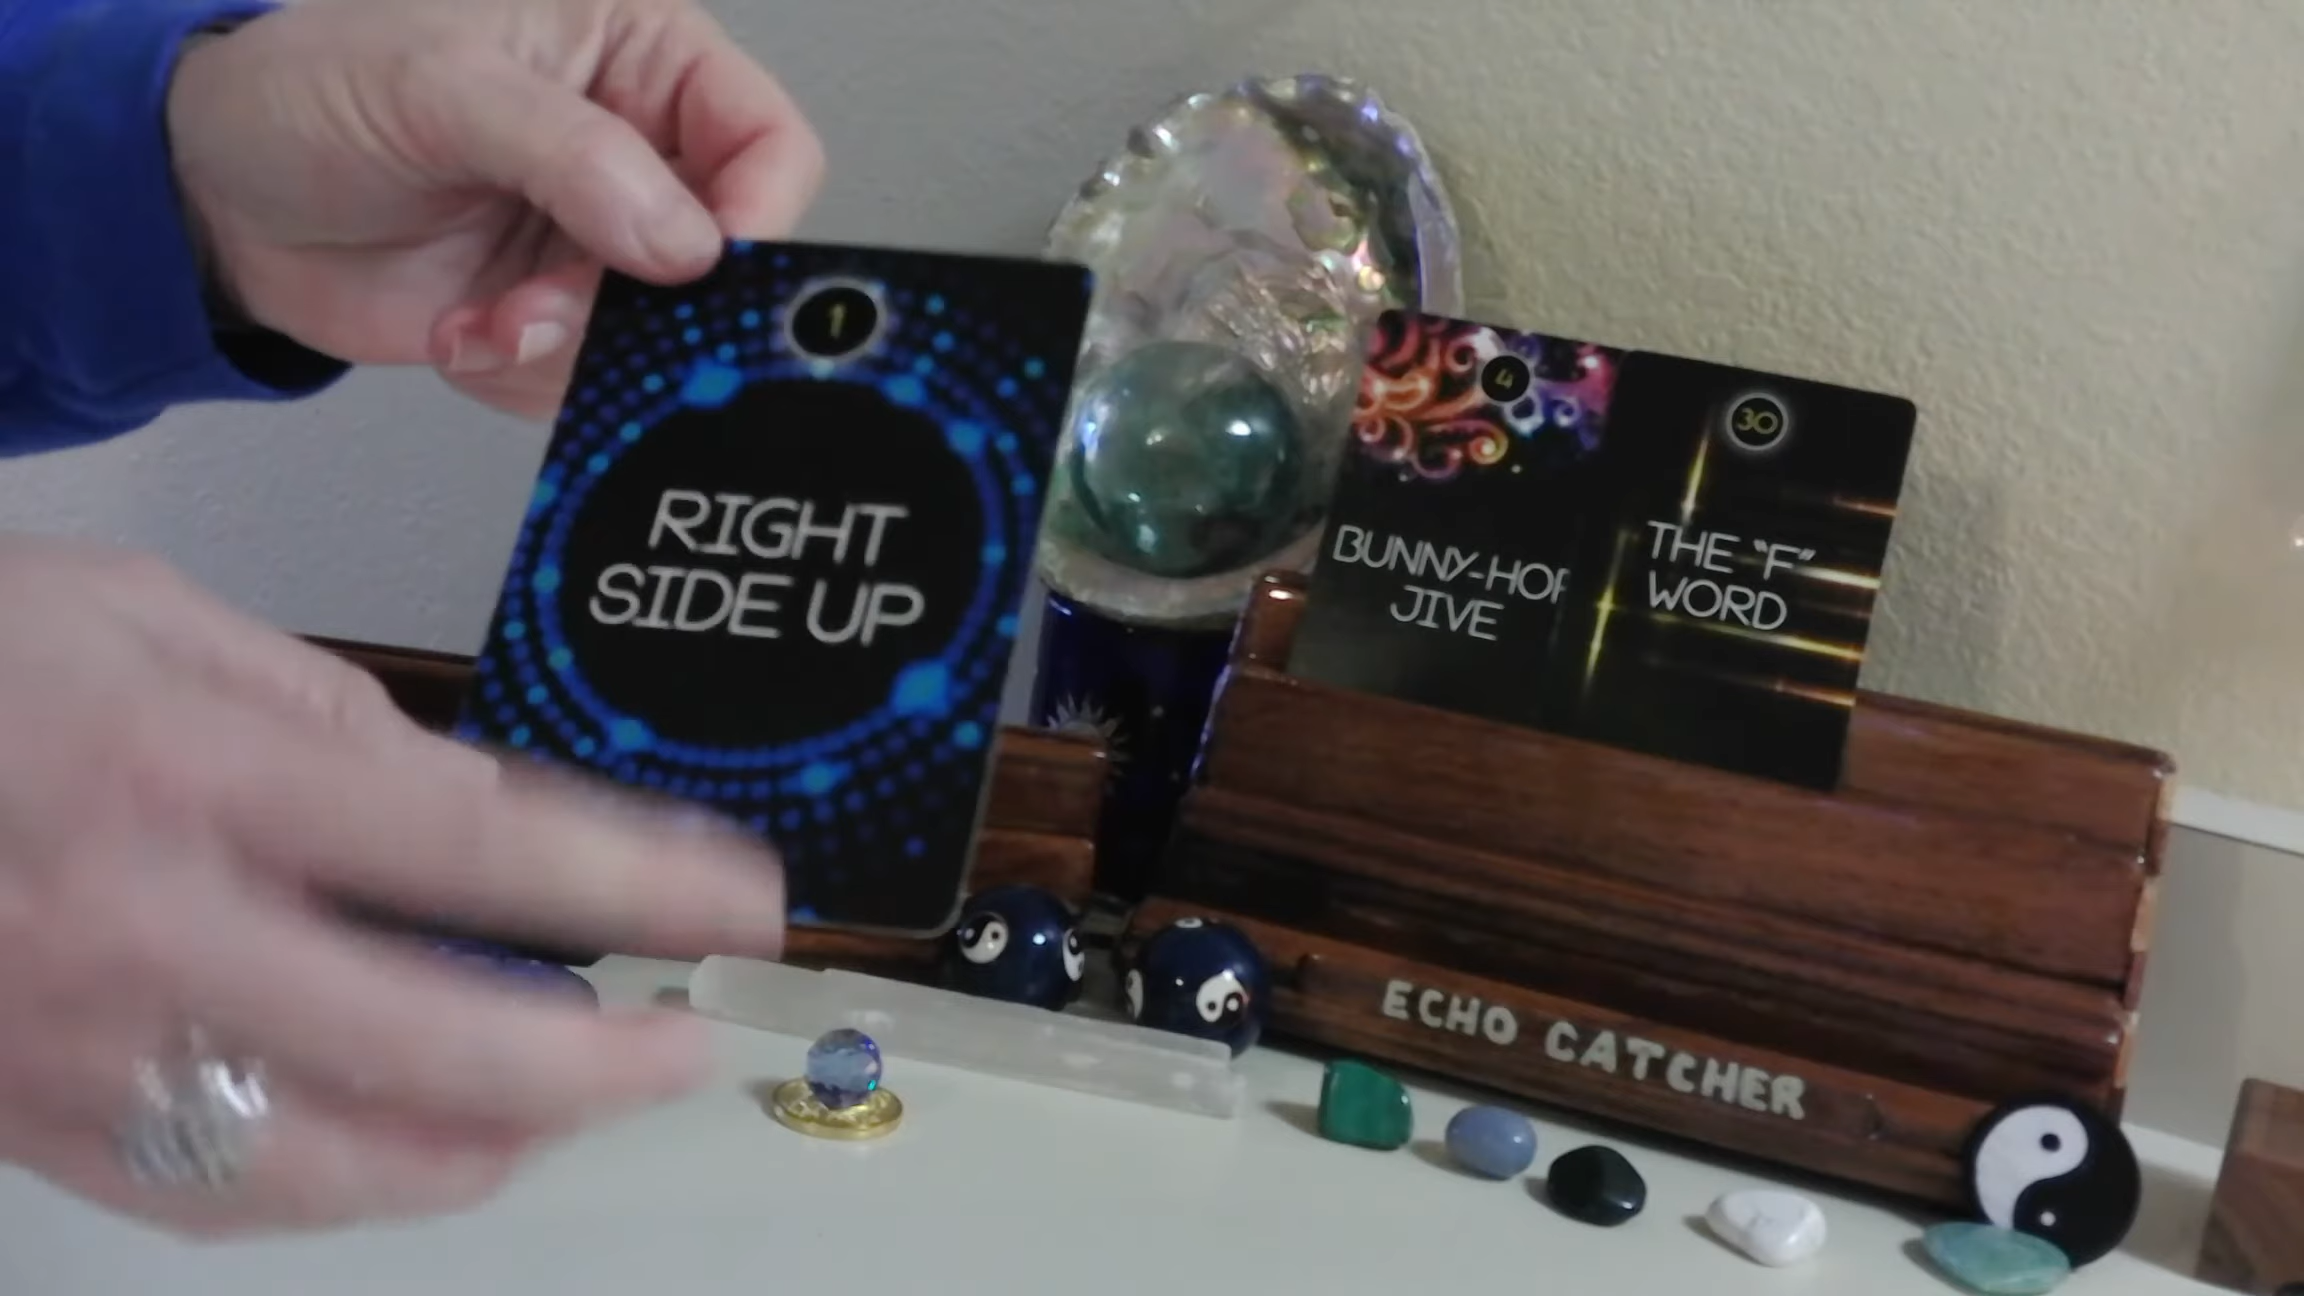 1
RIGHT
SIDE UP
4
BUNNY-HOP
JIVE
30
THE "F"
WORD
ECHO CATCHER